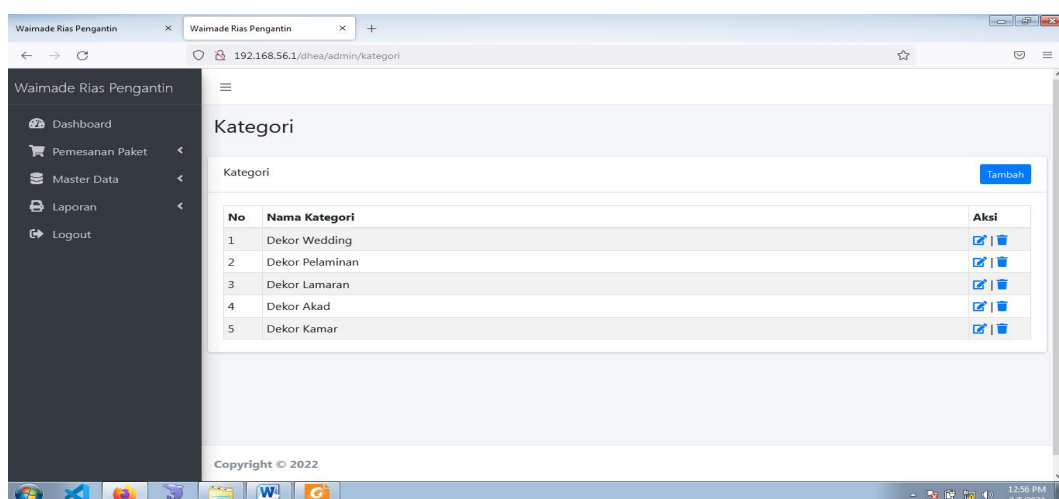 Waimade Rias Pengantin
Waimade Rias Pengantin
192.168.56.1/dhea/admin/kategori
Waimade Rias Pengantin
Dashboard
Pemesanan Paket
Master Data
Laporan
Logout
Kategori
Kategori
Tambah
No Nama Kategori Aksi
1 Dekor Wedding |
2 Dekor Pelaminan |
3 Dekor Lamaran |
4 Dekor Akad |
5 Dekor Kamar |
Copyright © 2022
12:56 PM